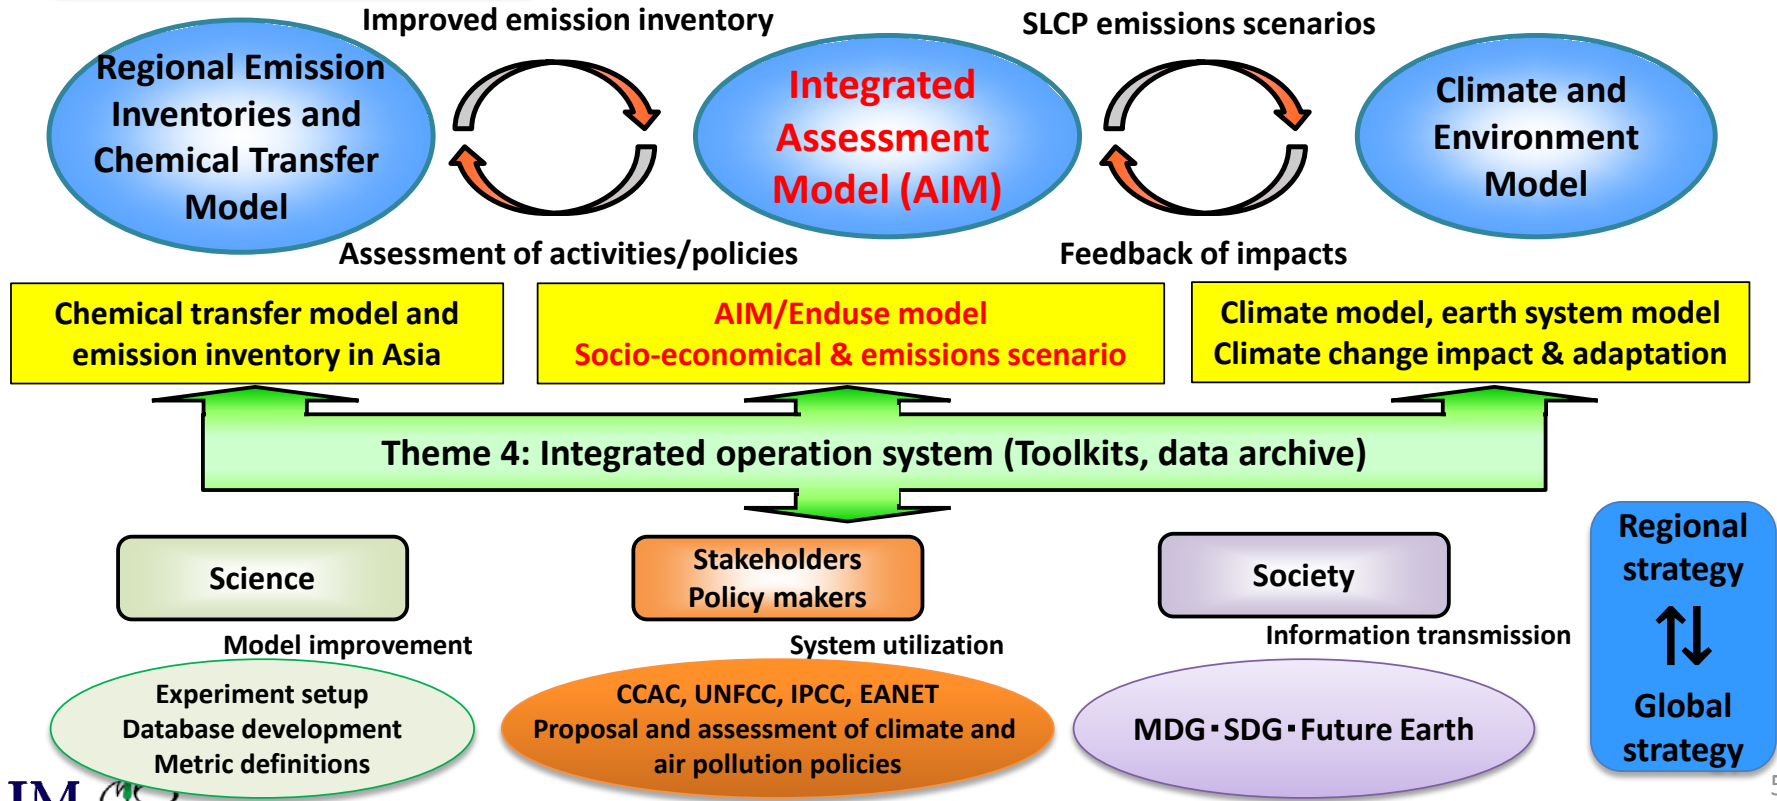 Improved emission inventory
SLCP emissions scenarios
Regional Emission
Inventories and
Chemical Transfer
Model
Integrated
Assessment
Model (AIM)
Climate and
Environment
Model
Assessment of activities/policies
Feedback of impacts
Chemical transfer model and
emission inventory in Asia
AIM/Enduse model
Socio-economical & emissions scenario
Climate model, earth system model
Climate change impact & adaptation
Theme 4: Integrated operation system (Toolkits, data archive)
Science
Stakeholders
Policy makers
Society
Regional
strategy
⇅
Global
strategy
Model improvement
System utilization
Information transmission
Experiment setup
Database development
Metric definitions
CCAC, UNFCC, IPCC, EANET
Proposal and assessment of climate and
air pollution policies
MDG・SDG・Future Earth
5